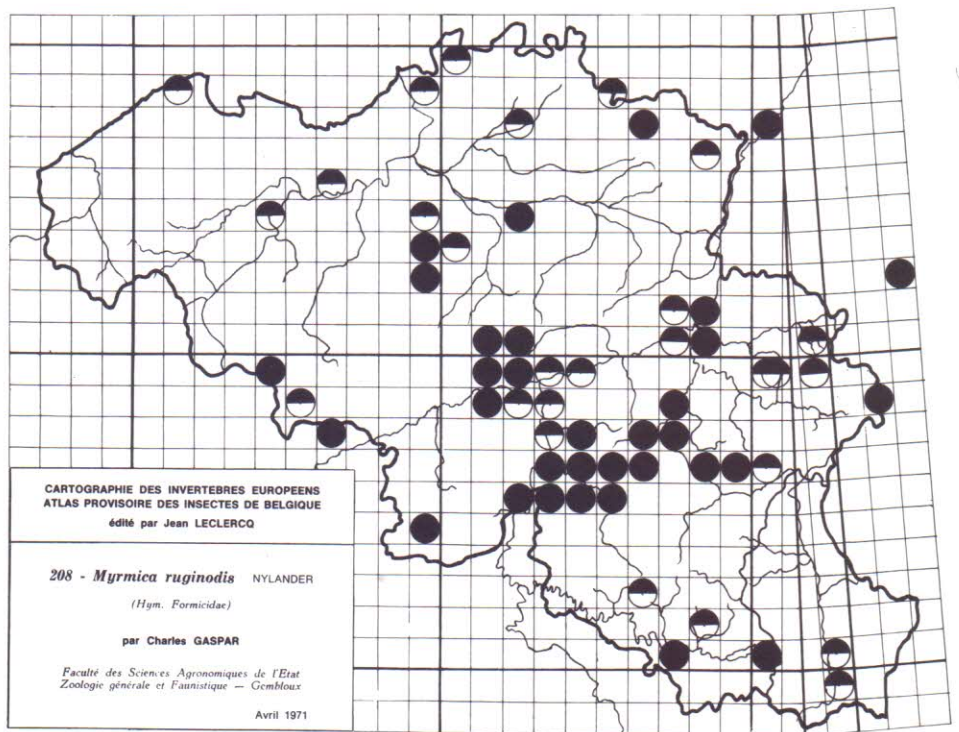 CARTOGRAPHIE DES INVERTEBRES EUROPEENS
ATLAS PROVISOIRE DES INSECTES DE BELGIQUE
édité par Jean LECLERCQ
208 - Myrmica ruginodis NYLANDER
(Hym. Formicidae)
par Charles GASPAR
Faculté des Sciences Agronomiques de l'Etat
Zoologie générale et Faunistique — Gembloux
Avril 1971